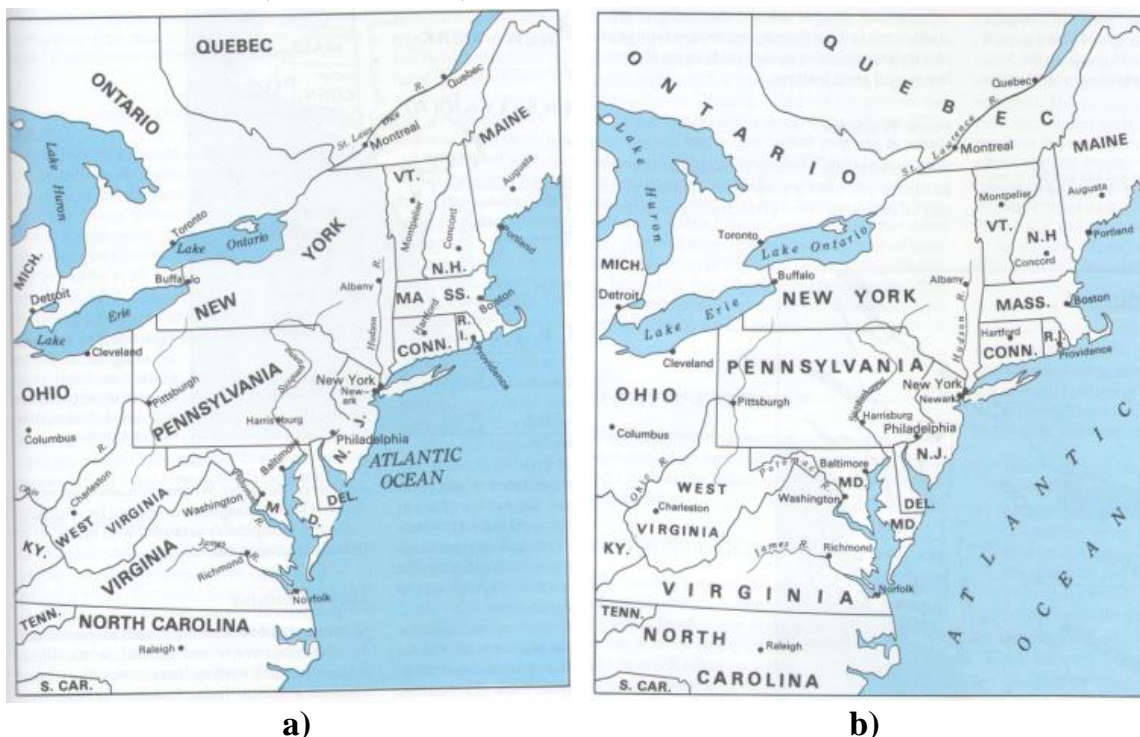 QUEBEC
Quebec
ONTARIO
R.
St. Lawrence
Montreal
MAINE
Lake Huron
VT.
Augusta
Montpelier
Toronto
Lake Ontario
YORK
Concord
Portland
N.H.
MICH.
Buffalo
Albany
R.
MA SS.
Detroit
NEW
Hudson
Hartford
Boston
Lake Erie
R.
I.
CONN.
Cleveland
Providence
New York
New-
ark
OHIO
Pittsburgh
PENNSYLVANIA
Harrisburg
N. J.
Columbus
Philadelphia
R.
Baltimore
ATLANTIC
OCEAN
Ohio
Charleston
WEST VIRGINIA
Washington
R.
M
D.
DEL.
KY.
VIRGINIA
James
R.
Richmond
Norfolk
TENN.
NORTH CAROLINA
Raleigh
S. CAR.
a)
QUEBEC
ONTARIO
Quebec
St. Lawrence R.
Montreal
MAINE
Lake Huron
Montpelier
Augusta
VT.
Toronto
Lake Ontario
N.H
Portland
Concord
MICH.
Buffalo
Albany
Detroit
NEW YORK
Hudson R.
MASS.
Boston
Lake Erie
Hartford
CONN.
R.I.
Providence
Cleveland
PENNSYLVANIA
New York
Newark
OHIO
Pittsburgh
Susquehanna
Harrisburg
Philadelphia
Columbus
N.J.
Ohio R.
Potomac R.
Baltimore
MD.
WEST
VIRGINIA
Washington
DEL.
Charleston
MD.
KY.
James R.
Richmond
VIRGINIA
Norfolk
ATLANTIC
OCEAN
TENN.
NORTH
CAROLINA
Raleigh
S. CAR.
b)